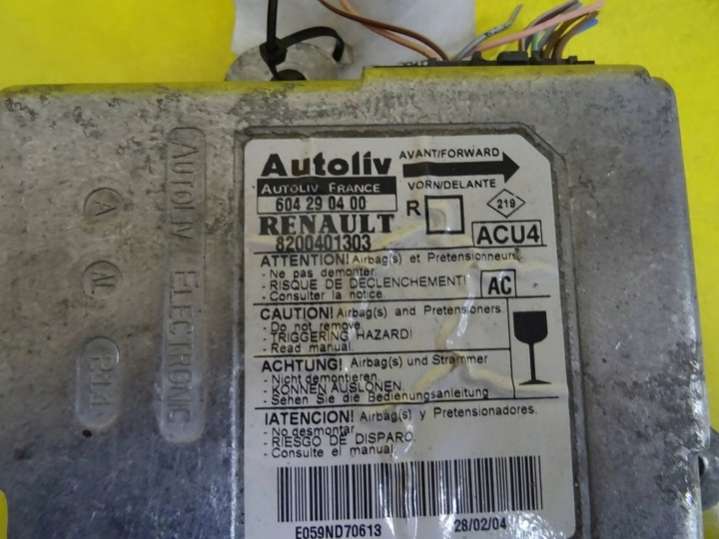 Autoliv
AVANT/FORWARD
AUTOLIV FRANCE
VORN/DELANTE
604 29 04 00
R
219
RENAULT
8200401303
ACU4
ATTENTION! Airbag(s) et Pretensionneurs.
- Ne pas demonter.
- RISQUE DE DECLENCHEMENT!
- Consulter la notice.
AC
CAUTION! Airbag(s) and Pretensioners.
- Do not remove.
- TRIGGERING HAZARD!
- Read manual.
ACHTUNG! Airbag(s) und Strammer
- Nicht demontieren
- KONNEN AUSLONEN
- Sehen Sie die Bedienungsanleitung
IATENCION! Airbag(s) y Pretensionadores.
- No desmontar
- RIESGO DE DISPARO.
- Consulte el manual
E059ND70613
28/02/04
AUTOLIV ELECTRONIC
A